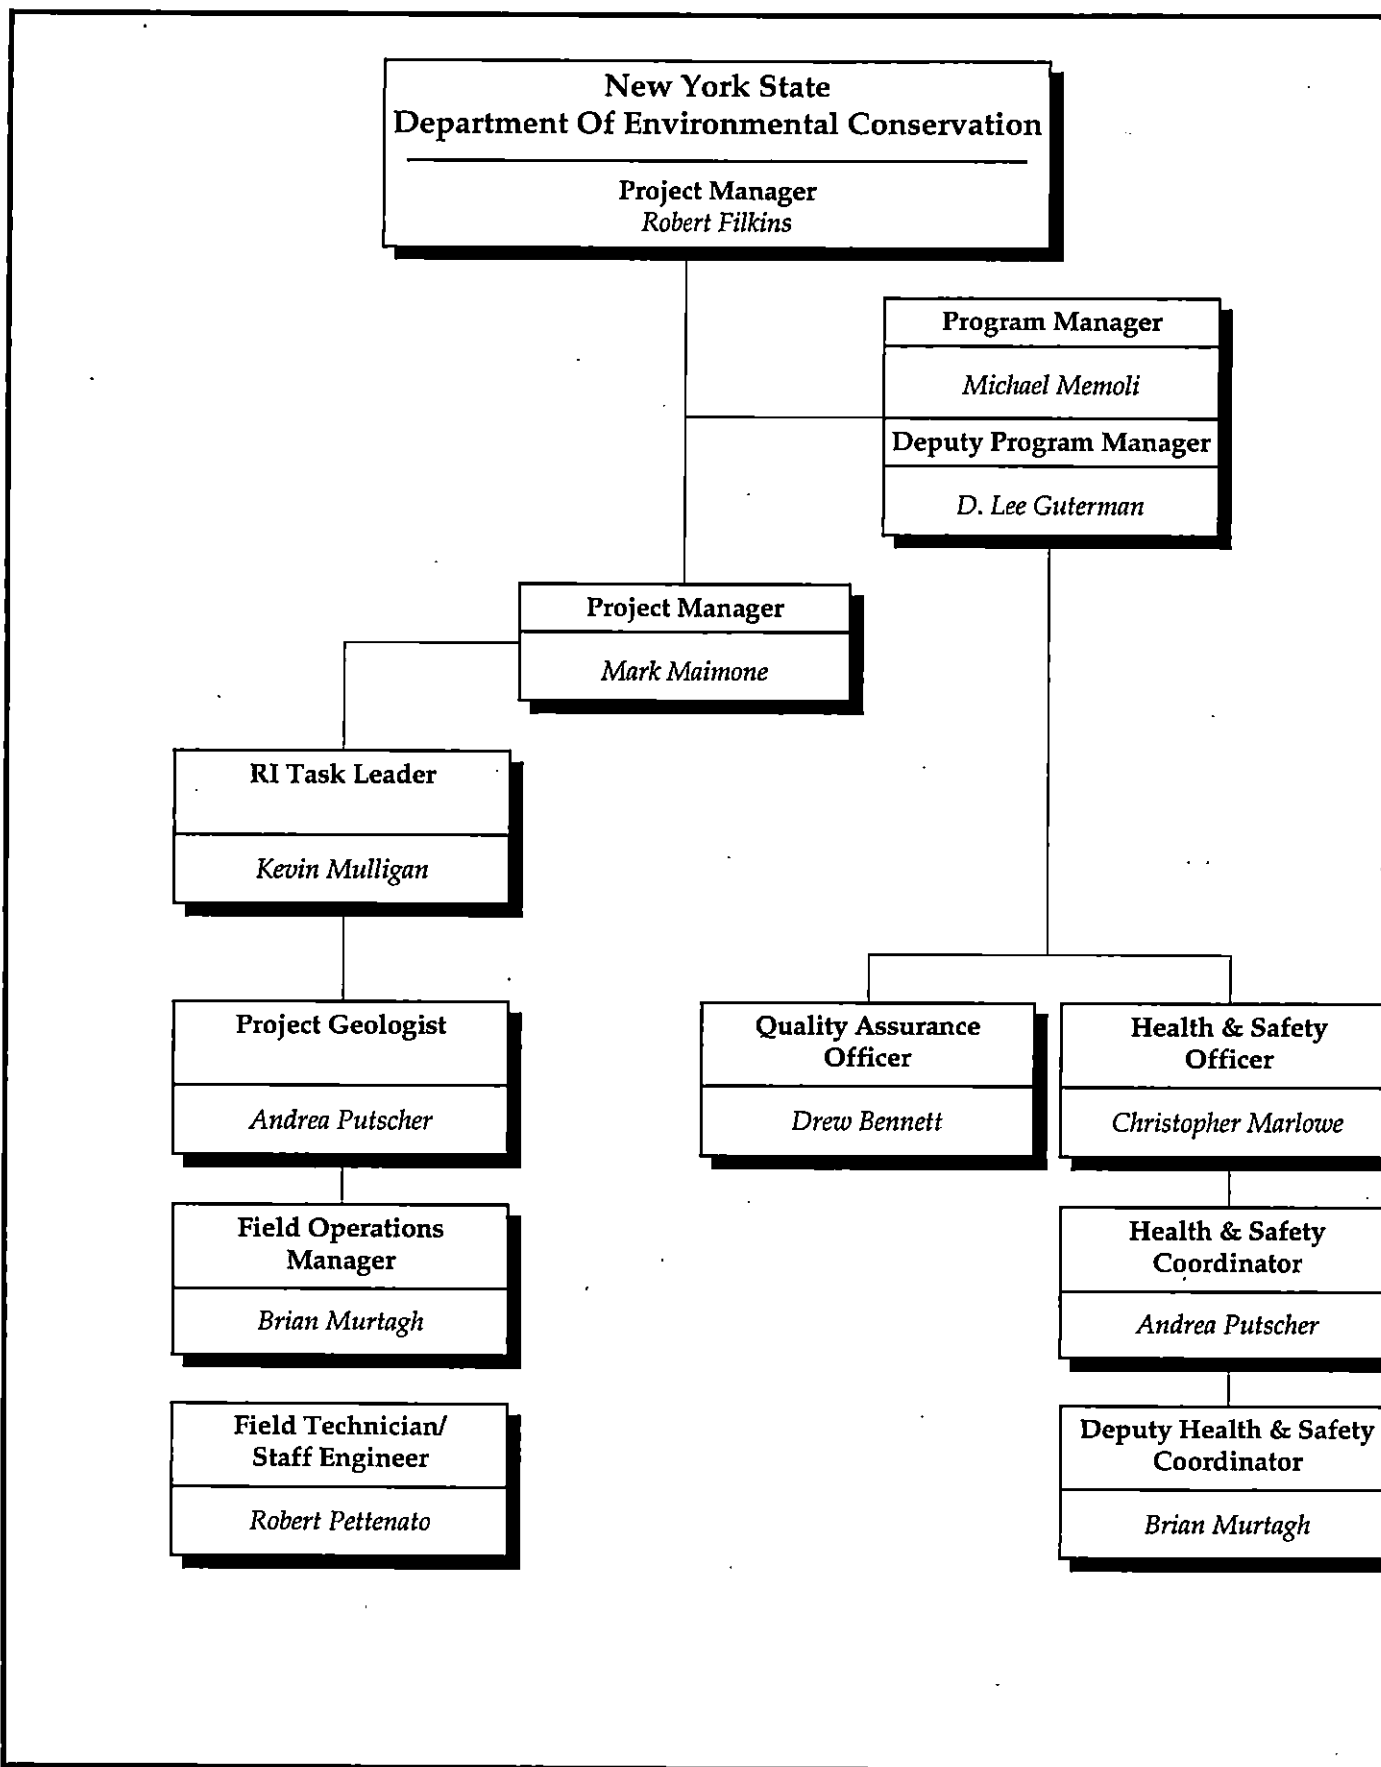 New York State
Department Of Environmental Conservation
Project Manager
Robert Filkins
Program Manager
Michael Memoli
Deputy Program Manager
D. Lee Guterman
Project Manager
Mark Maimone
RI Task Leader
Kevin Mulligan
Project Geologist
Andrea Putscher
Field Operations
Manager
Brian Murtagh
Field Technician/
Staff Engineer
Robert Pettenato
Quality Assurance
Officer
Drew Bennett
Health & Safety
Officer
Christopher Marlowe
Health & Safety
Coordinator
Andrea Putscher
Deputy Health & Safety
Coordinator
Brian Murtagh